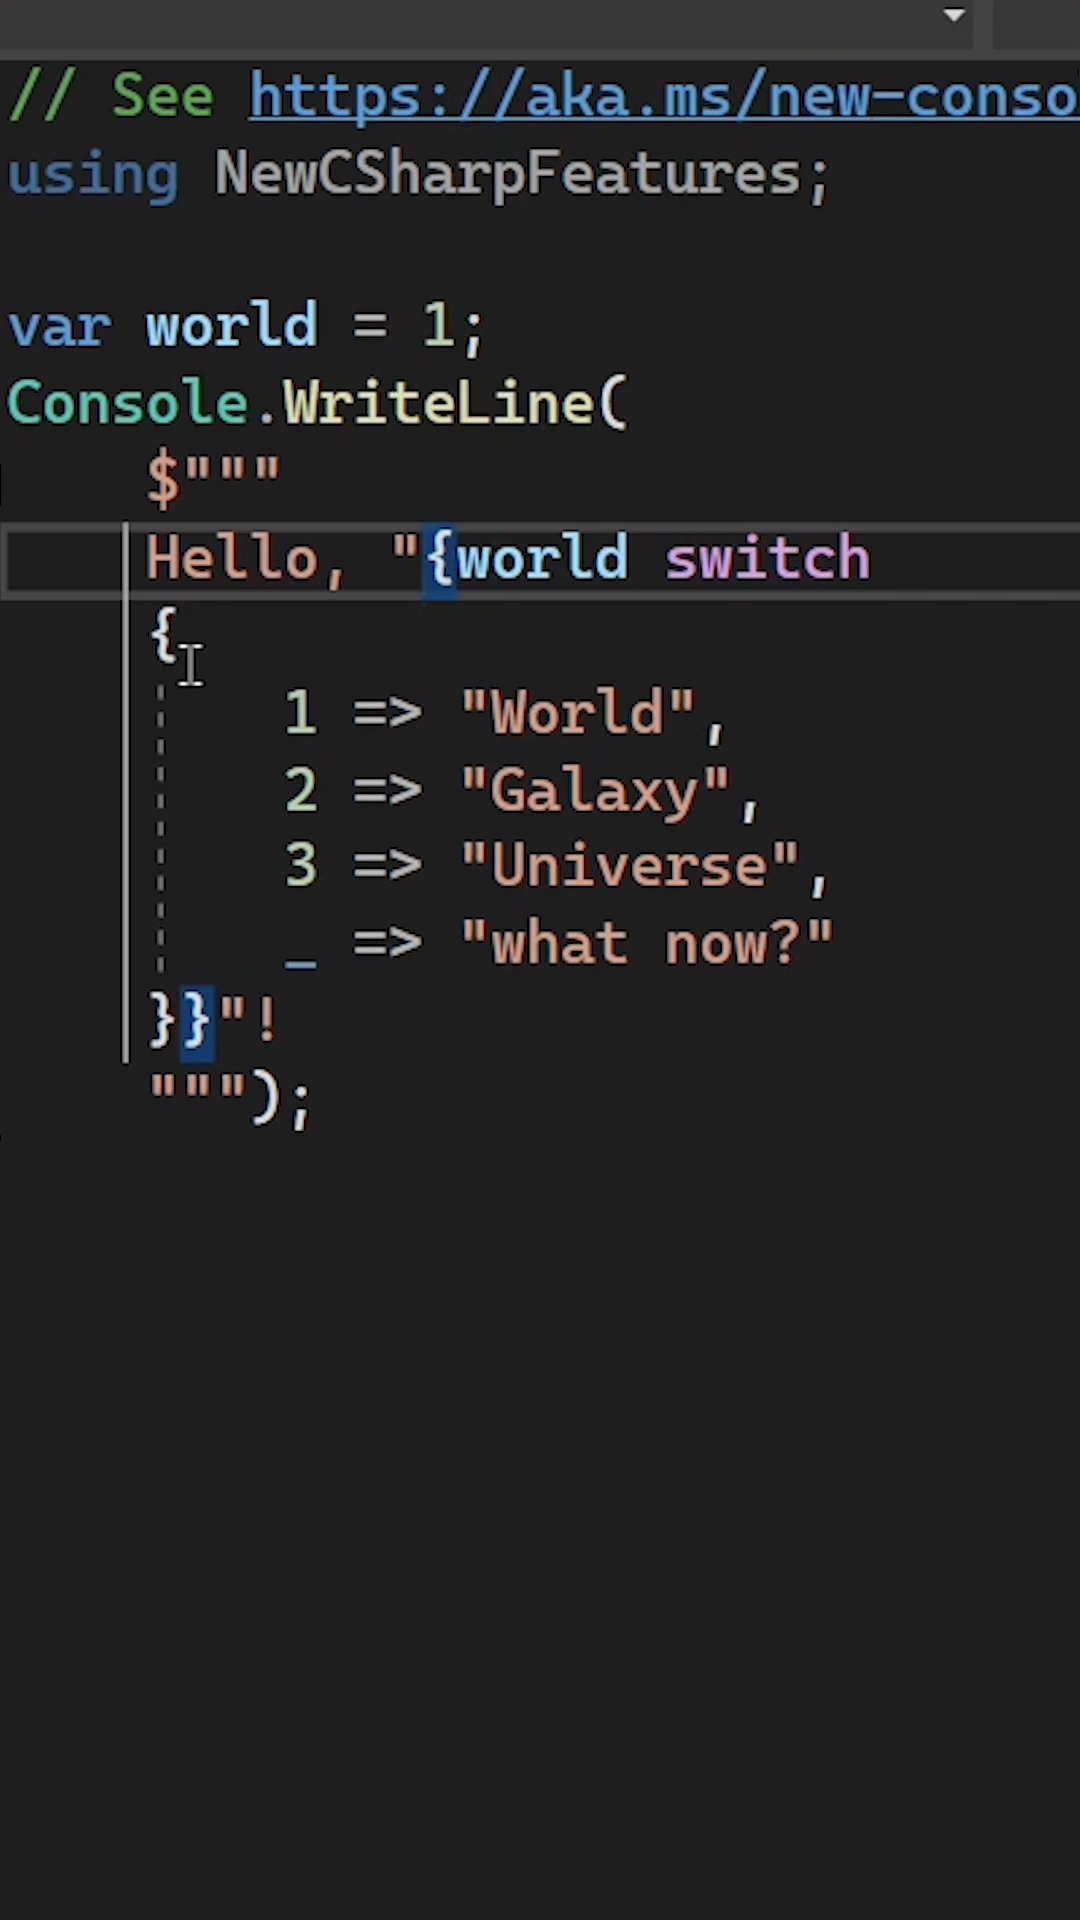 // See https://aka.ms/new-conso
using NewCSharpFeatures;
var world = 1;
Console.WriteLine(
$"""
Hello, "{world switch
{
1 => "World",
2 => "Galaxy",
3 => "Universe",
_ => "what now?"
}}"!
""");